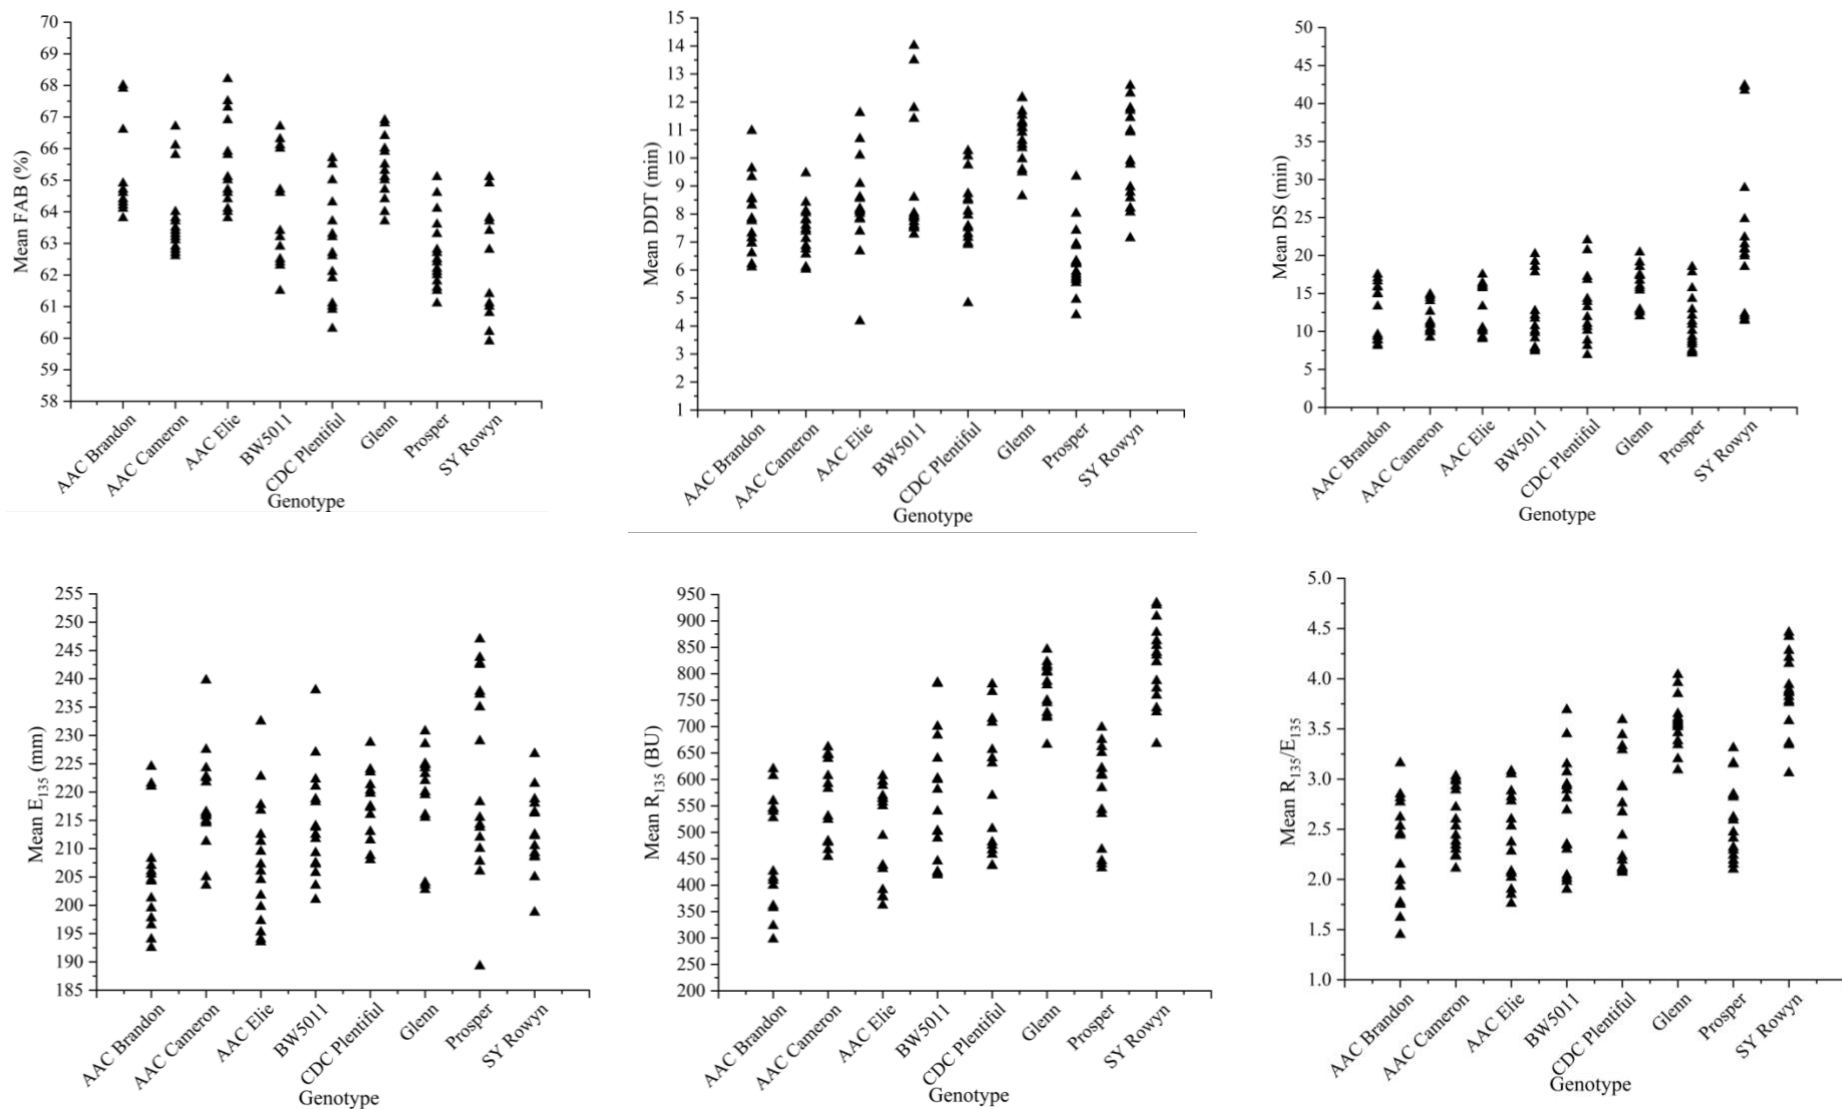 70
69
68
67
66
65
64
63
62
61
60
59
58
Mean FAB (%)
AAC Brandon
AAC Cameron
AAC Elie
BW5011
CDC Plentiful
Glenn
Prosper
SY Rowyn
Genotype
15
14
13
12
11
10
9
8
7
6
5
4
3
2
1
Mean DDT (min)
AAC Brandon
AAC Cameron
AAC Elie
BW5011
CDC Plentiful
Glenn
Prosper
SY Rowyn
Genotype
50
45
40
35
30
25
20
15
10
5
0
Mean DS (min)
AAC Brandon
AAC Cameron
AAC Elie
BW5011
CDC Plentiful
Glenn
Prosper
SY Rowyn
Genotype
255
250
245
240
235
230
225
220
215
210
205
200
195
190
185
Mean E135 (mm)
AAC Brandon
AAC Cameron
AAC Elie
BW5011
CDC Plentiful
Glenn
Prosper
SY Rowyn
Genotype
950
900
850
800
750
700
650
600
550
500
450
400
350
300
250
200
Mean R135 (BU)
AAC Brandon
AAC Cameron
AAC Elie
BW5011
CDC Plentiful
Glenn
Prosper
SY Rowyn
Genotype
5.0
4.5
4.0
3.5
3.0
2.5
2.0
1.5
1.0
Mean R135/E135
AAC Brandon
AAC Cameron
AAC Elie
BW5011
CDC Plentiful
Glenn
Prosper
SY Rowyn
Genotype